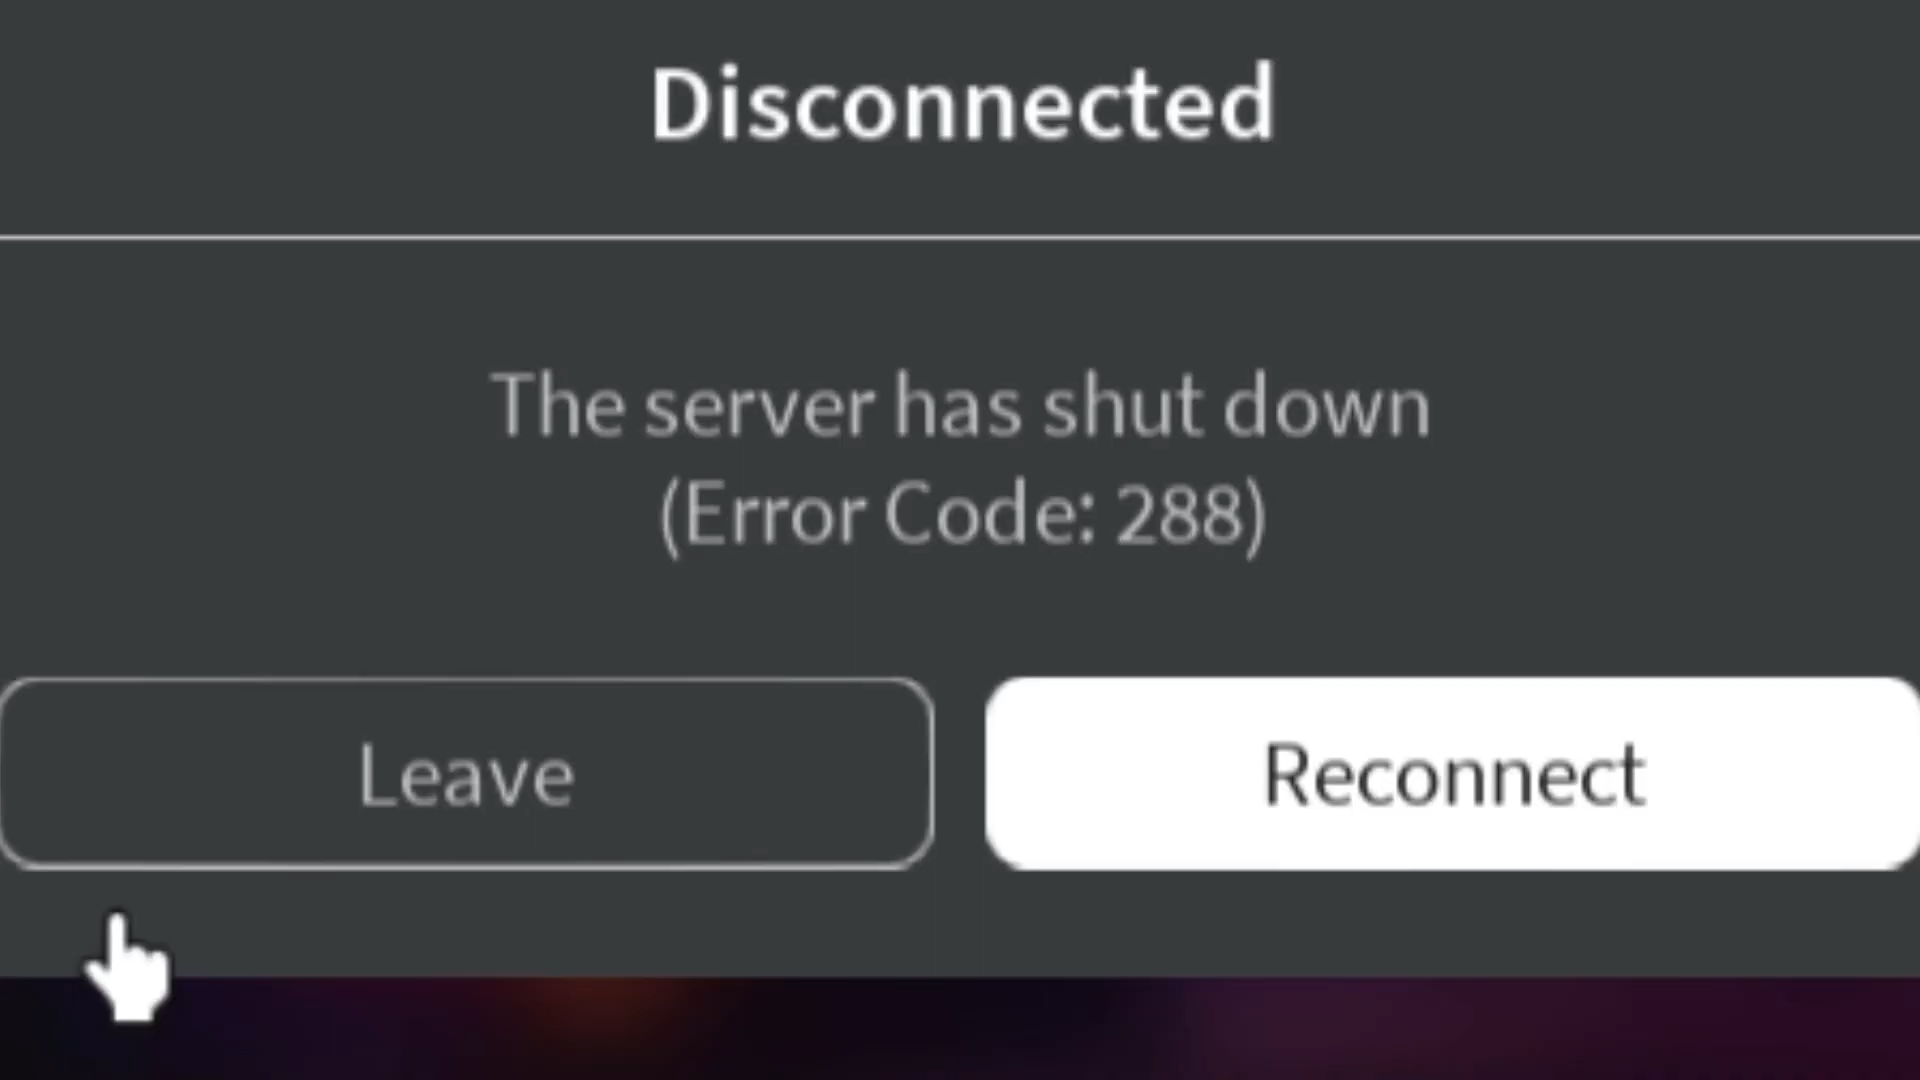 Disconnected
The server has shut down
(Error Code: 288)
Leave
Reconnect